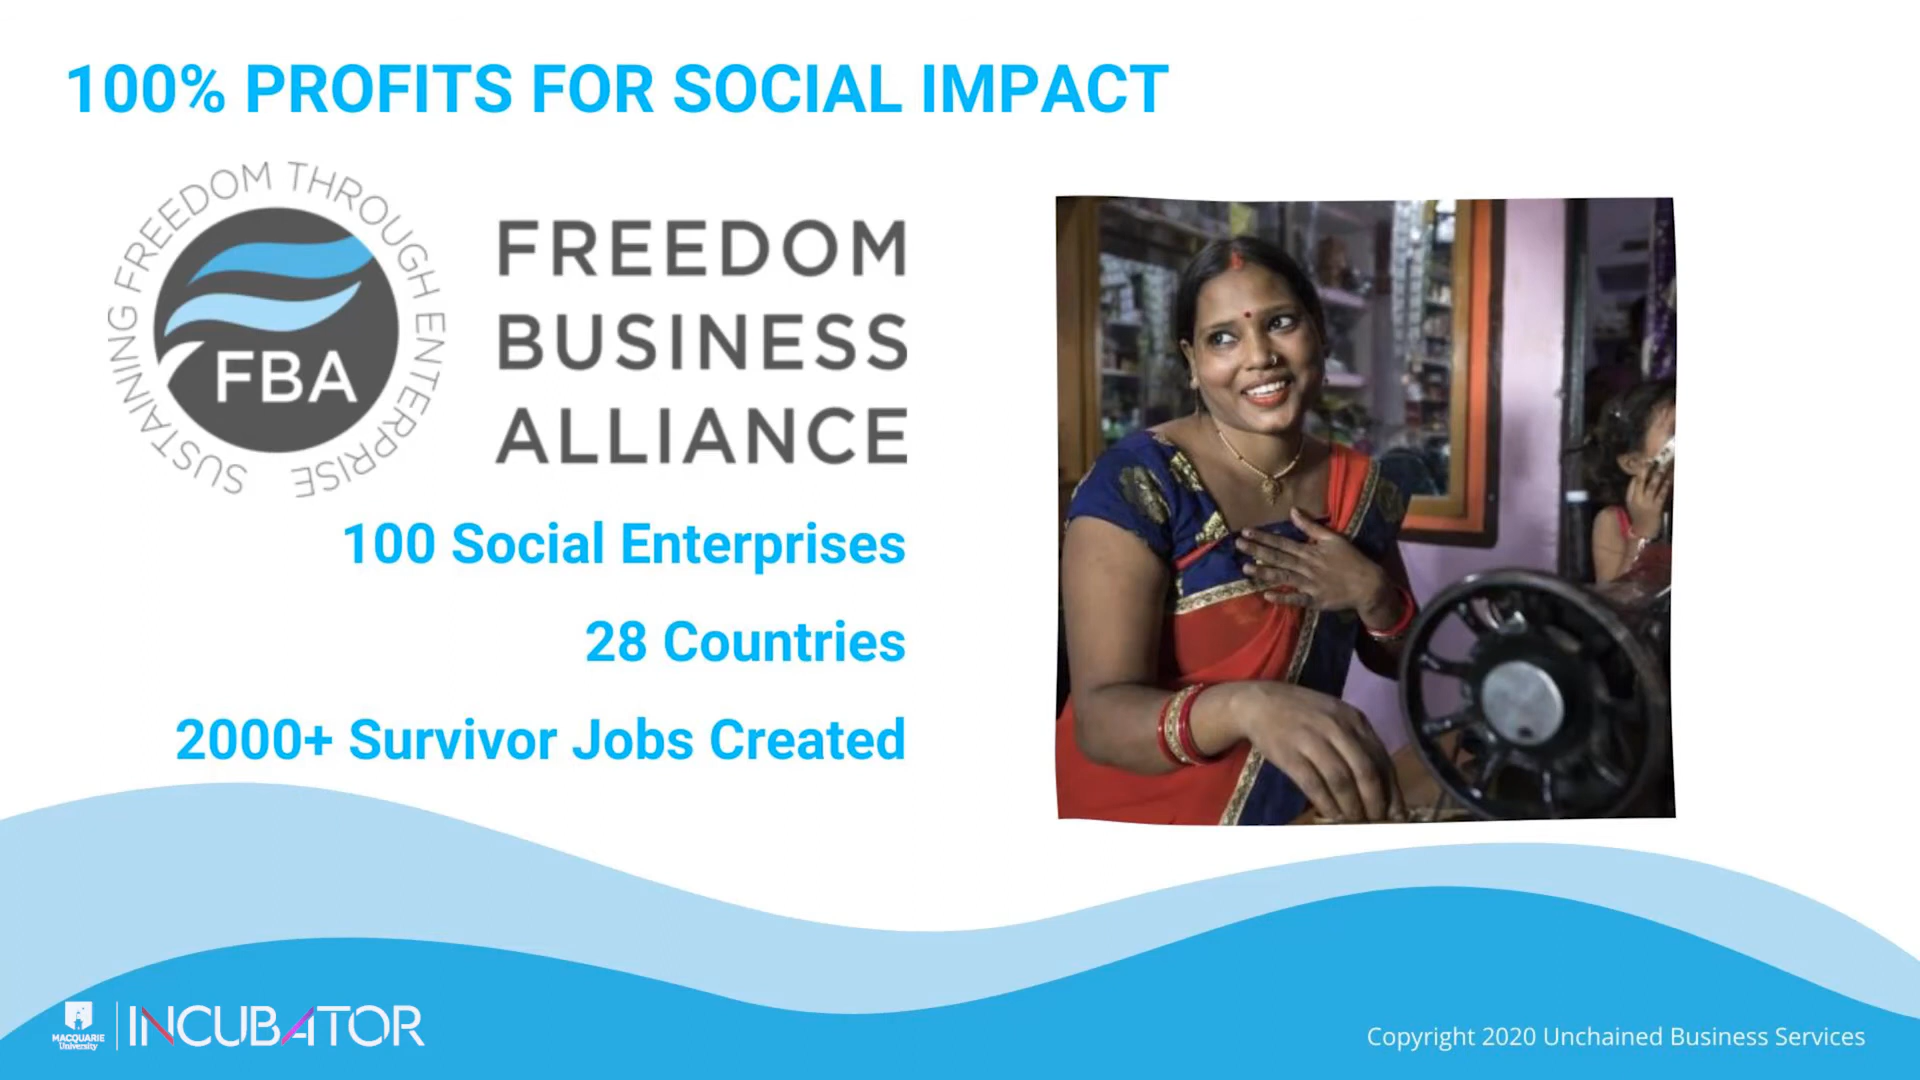 100% PROFITS FOR SOCIAL IMPACT
SUSTAINING FREEDOM THROUGH ENTERPRISE
FBA
FREEDOM
BUSINESS
ALLIANCE
100 Social Enterprises
28 Countries
2000+ Survivor Jobs Created
MACQUARIE
University
INCUBATOR
Copyright 2020 Unchained Business Services